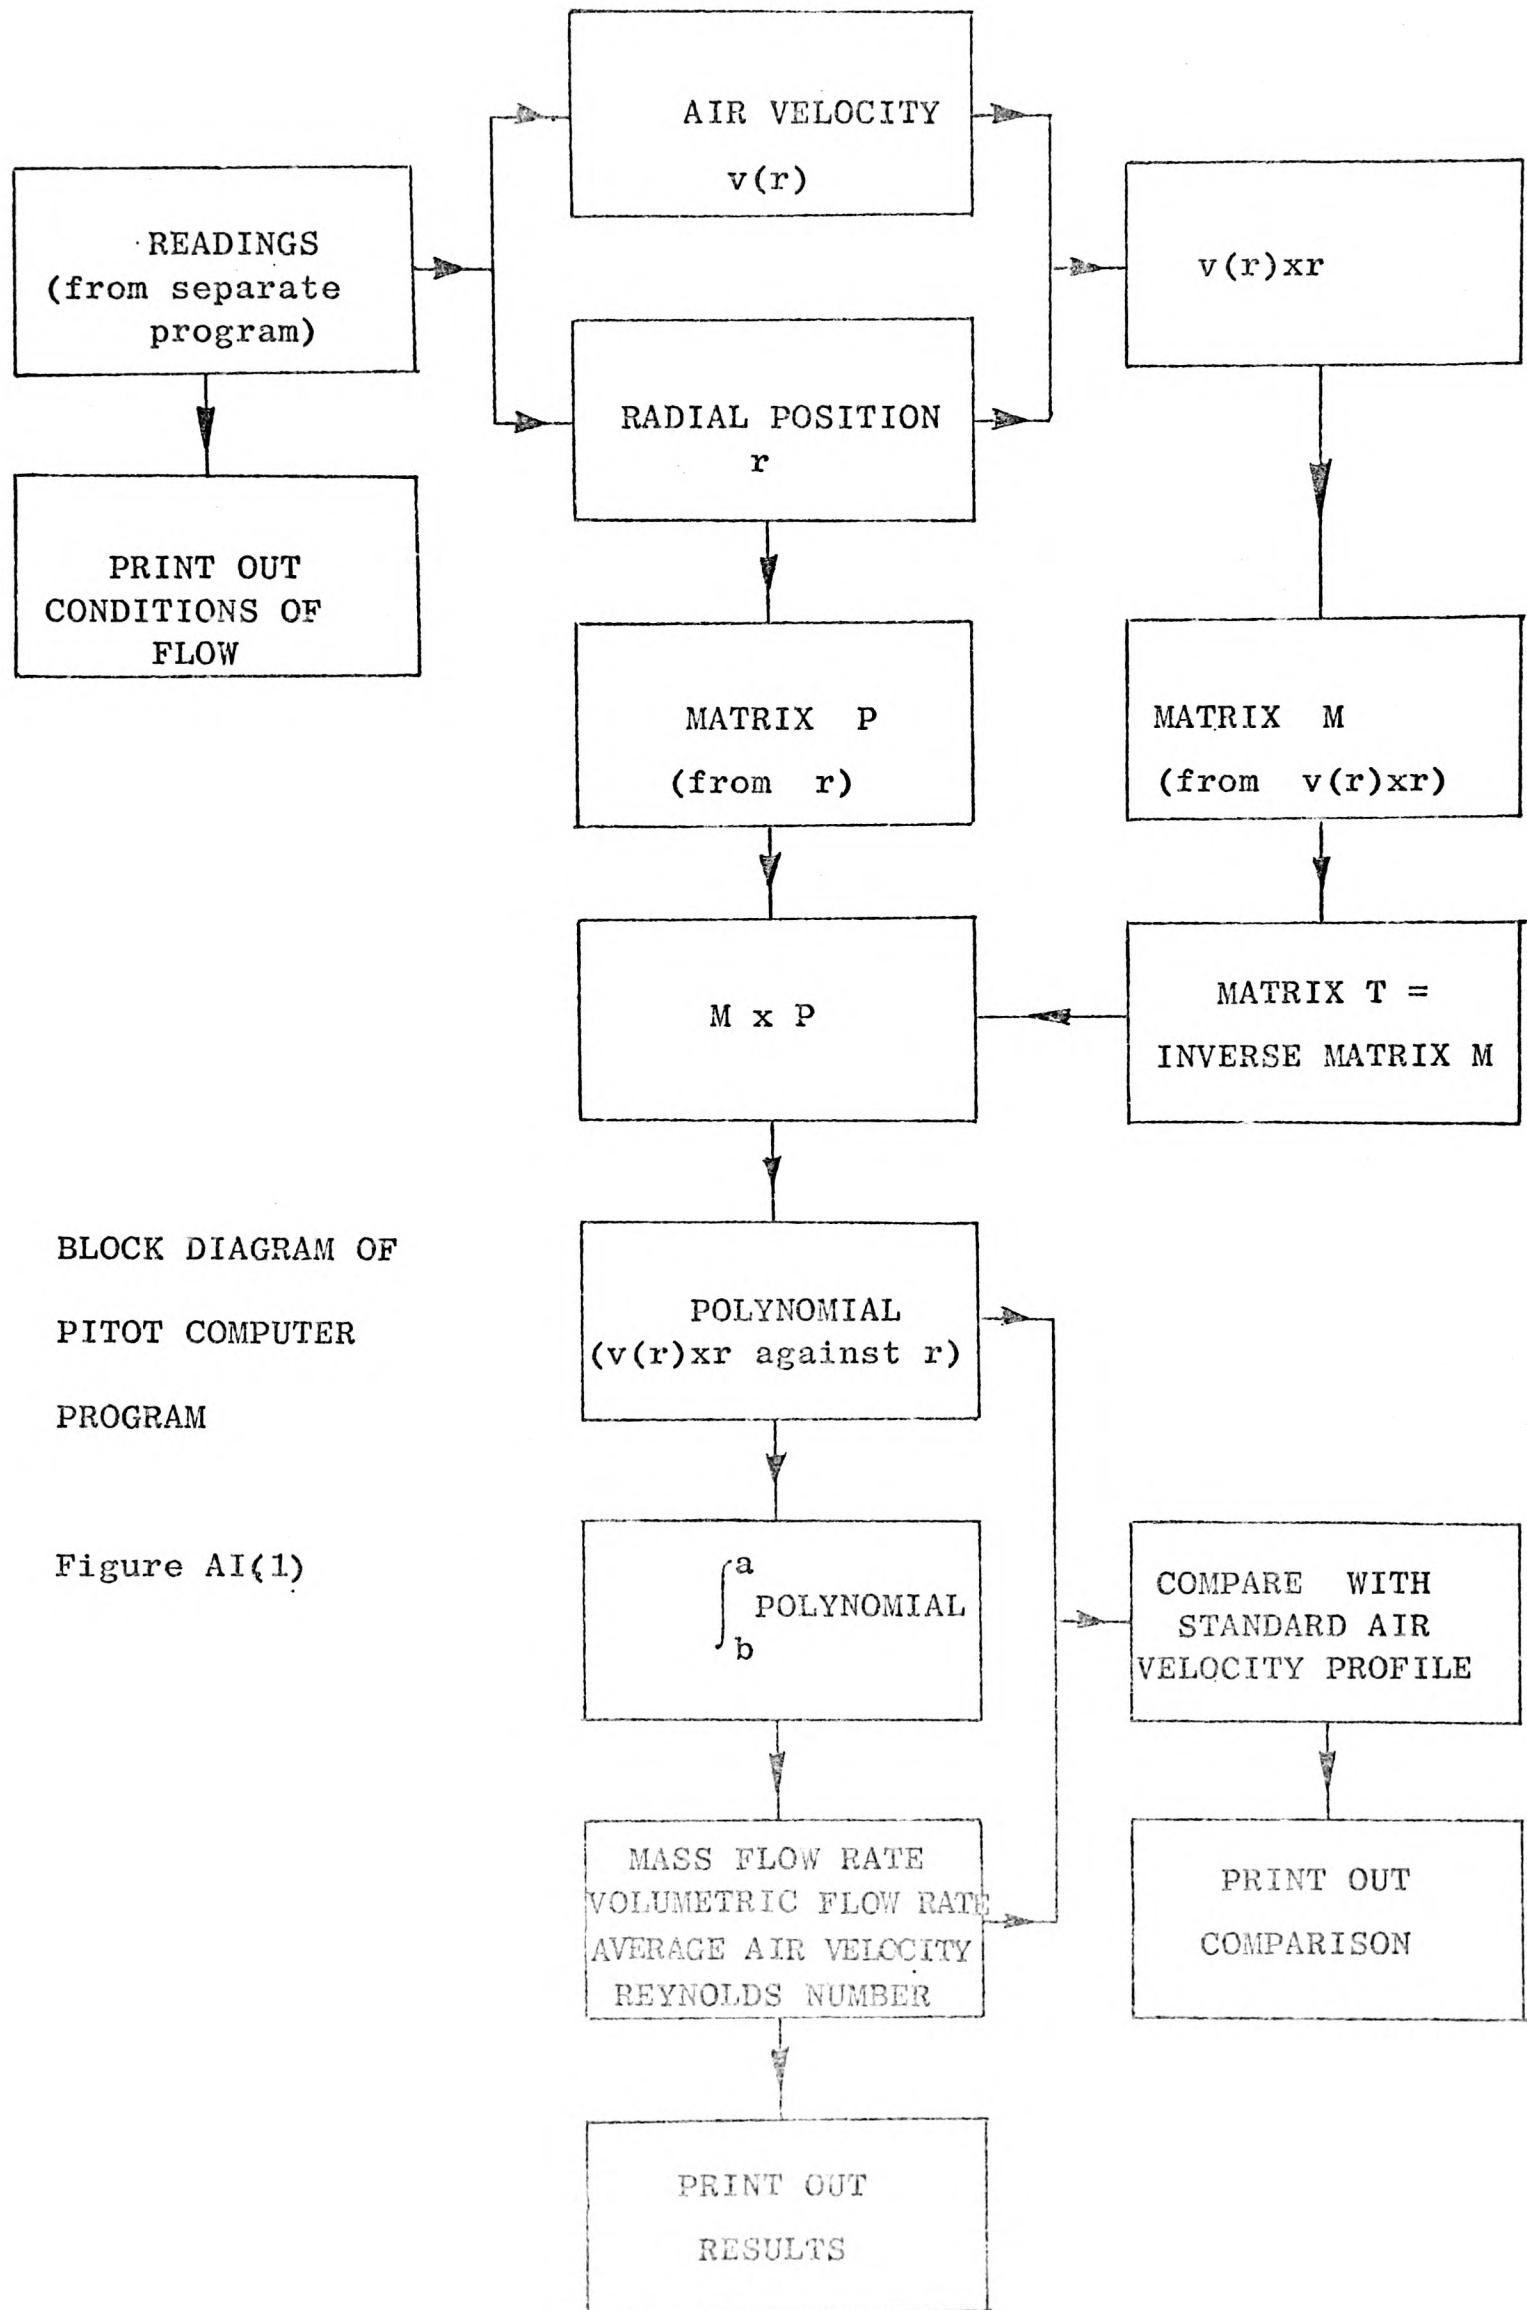 AIR VELOCITY
v(r)
READINGS
(from separate
program)
v(r)xr
RADIAL POSITION
r
PRINT OUT
CONDITIONS OF
FLOW
MATRIX P
(from r)
MATRIX M
(from v(r)xr)
M x P
MATRIX T =
INVERSE MATRIX M
BLOCK DIAGRAM OF
PITOT COMPUTER
PROGRAM
Figure AI(1)
POLYNOMIAL
(v(r)xr against r)
∫ a b POLYNOMIAL
COMPARE WITH
STANDARD AIR
VELOCITY PROFILE
MASS FLOW RATE
VOLUMETRIC FLOW RATE
AVERAGE AIR VELOCITY
REYNOLDS NUMBER
PRINT OUT
COMPARISON
PRINT OUT
RESULTS